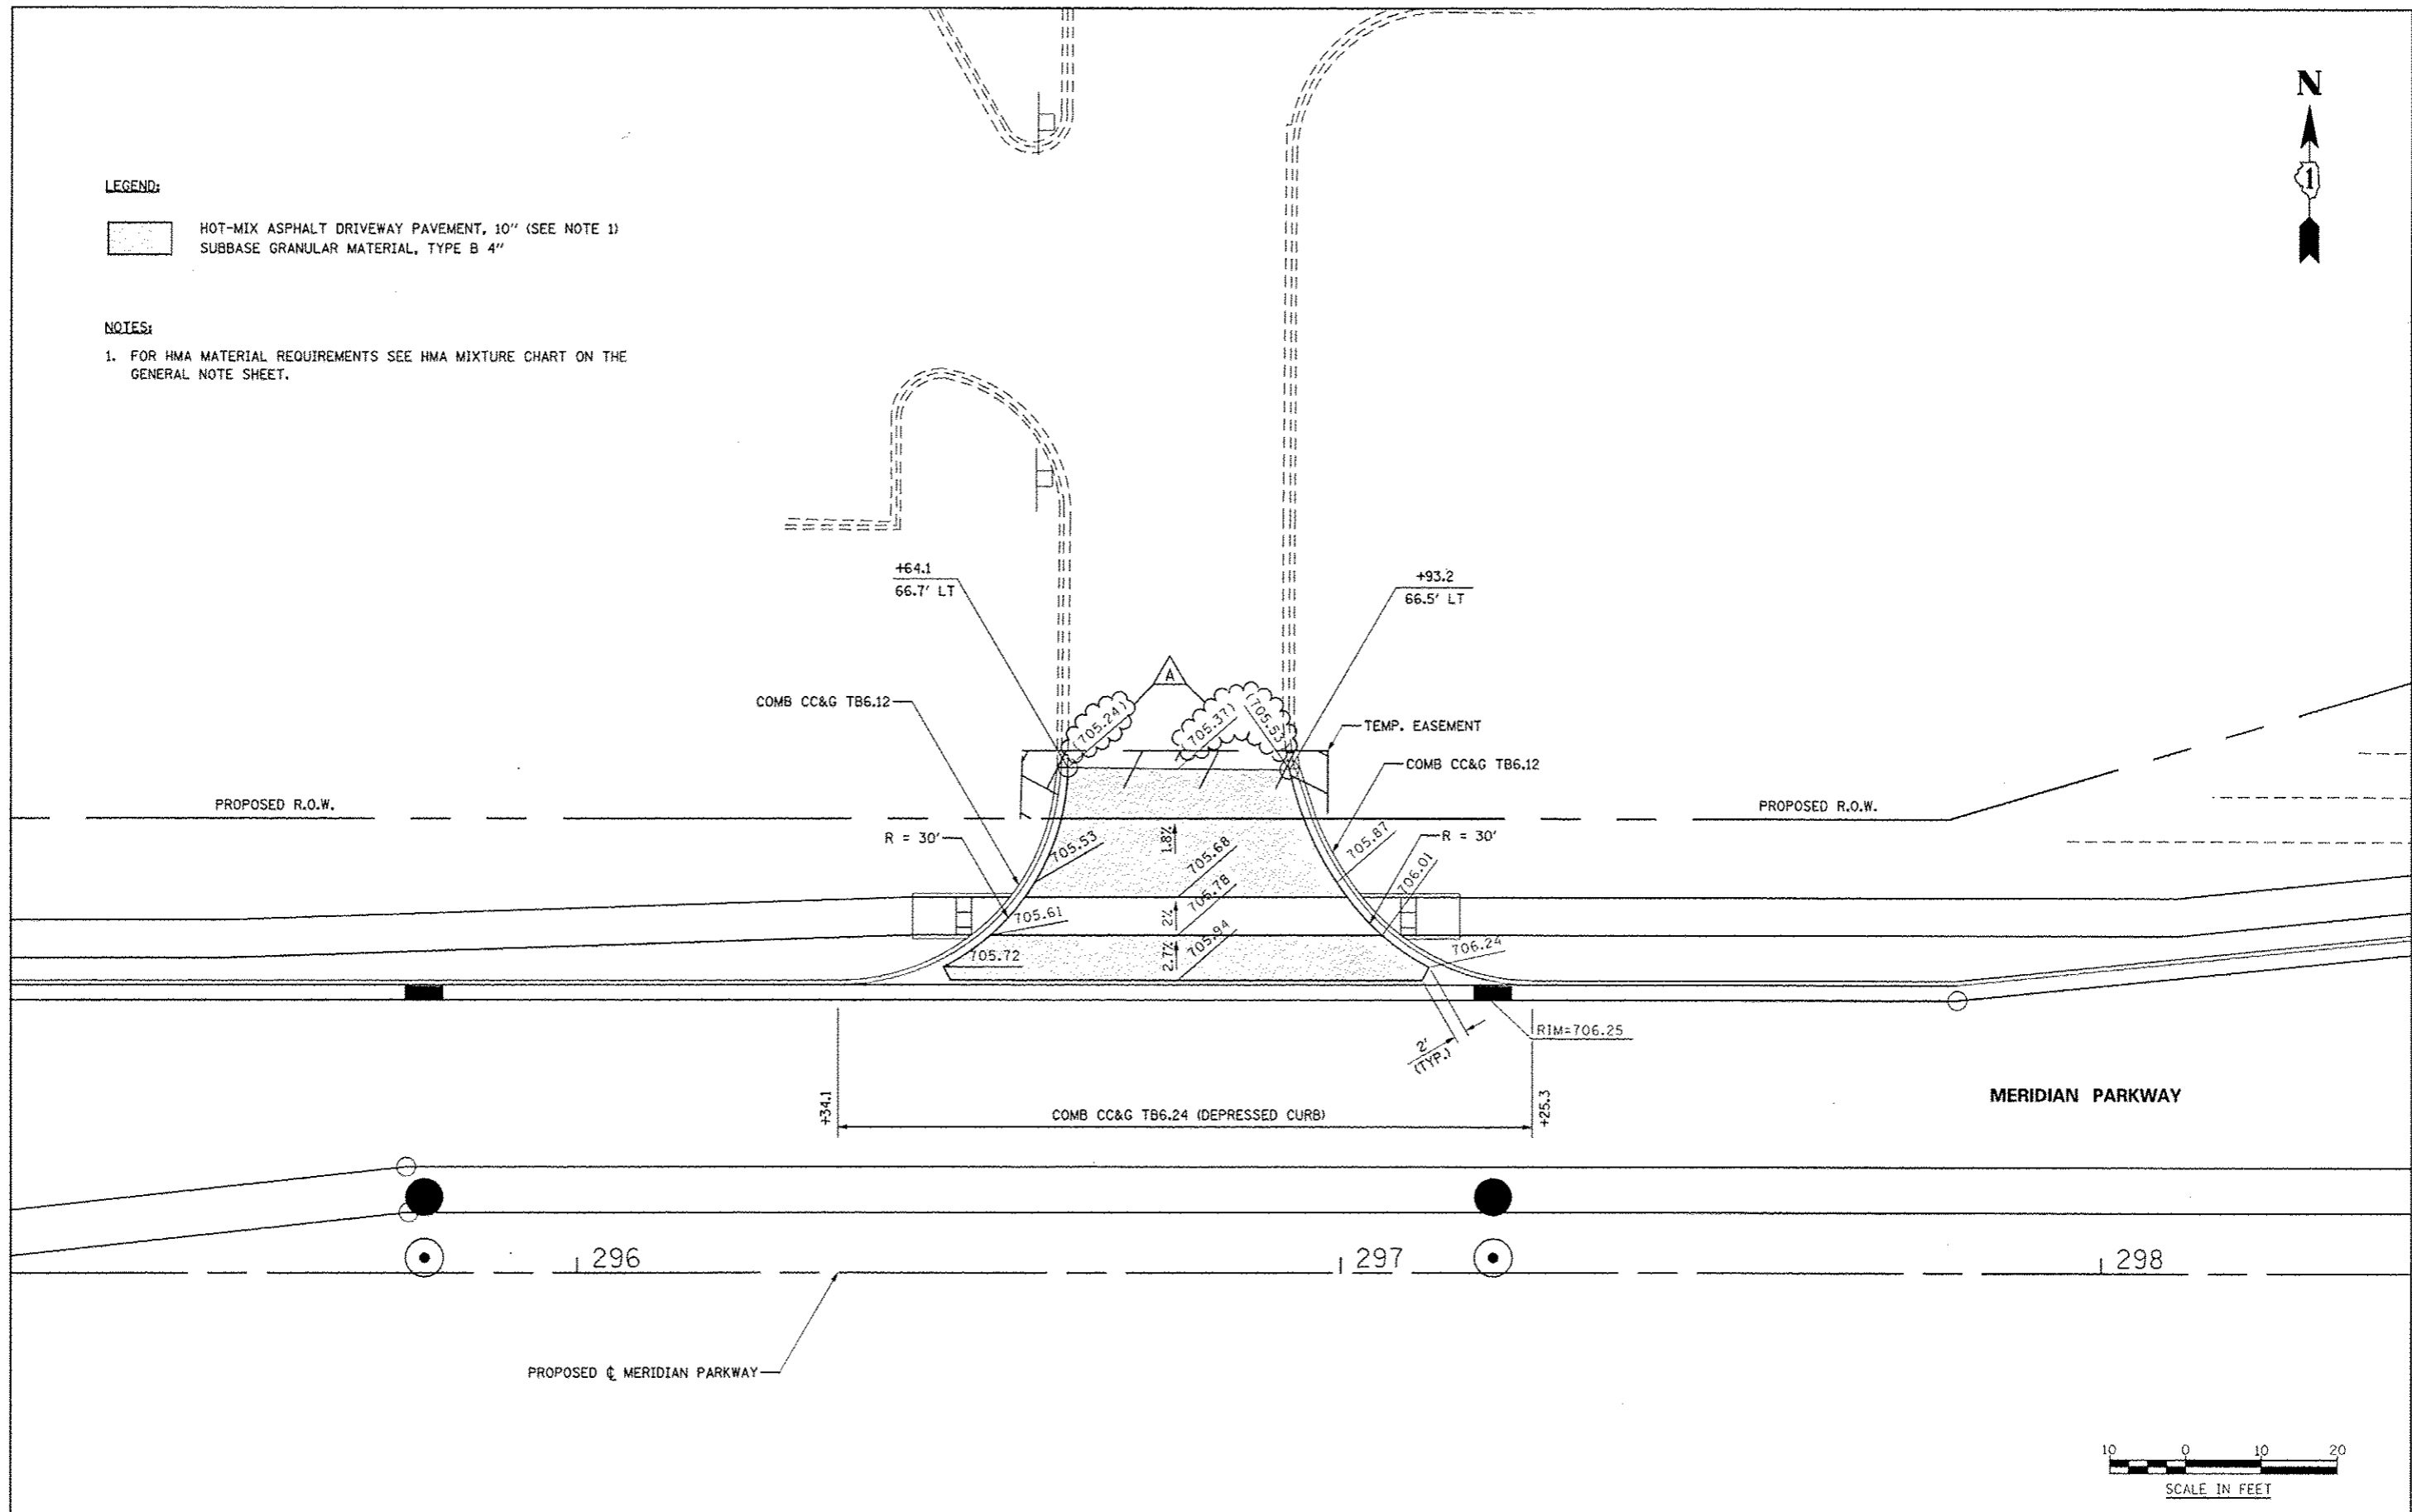 N
1
LEGEND:
HOT-MIX ASPHALT DRIVEWAY PAVEMENT, 10" (SEE NOTE 1)
SUBBASE GRANULAR MATERIAL, TYPE B 4"
NOTES:
1. FOR HMA MATERIAL REQUIREMENTS SEE HMA MIXTURE CHART ON THE
GENERAL NOTE SHEET.
+64.1
66.7' LT
+93.2
66.5' LT
A
COMB CC&G TB6.12
(705.24)
(705.37)
(705.53)
TEMP. EASEMENT
COMB CC&G TB6.12
PROPOSED R.O.W.
PROPOSED R.O.W.
R = 30'
705.53
1.8%
705.68
705.87
R = 30'
706.01
705.78
705.61
2%
705.94
706.24
705.72
2.7%
RIM=706.25
2'
(TYP.)
MERIDIAN PARKWAY
+34.1
COMB CC&G TB6.24 (DEPRESSED CURB)
+25.3
296
297
298
PROPOSED ℄ MERIDIAN PARKWAY
10 0 10 20
SCALE IN FEET